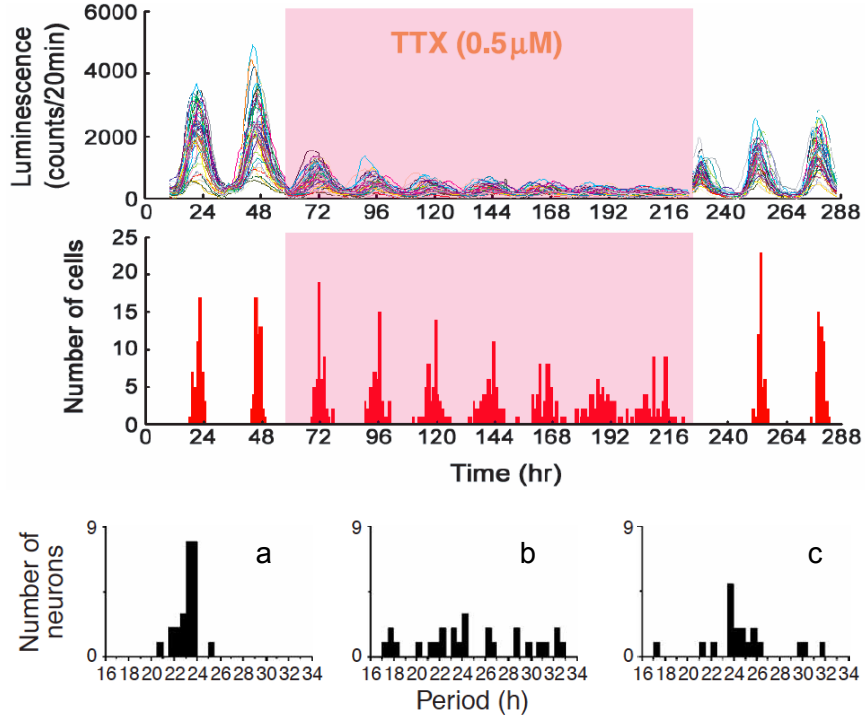 Luminescence
(counts/20min)
6000
4000
2000
0
TTX (0.5μM)
0 24 48 72 96 120 144 168 192 216 240 264 288
Number of cells
25
20
15
10
5
0
0 24 48 72 96 120 144 168 192 216 240 264 288
Time (hr)
Number of
neurons
9
0
a
16 18 20 22 24 26 28 30 32 34
9
0
b
16 18 20 22 24 26 28 30 32 34
9
0
c
16 18 20 22 24 26 28 30 32 34
Period (h)